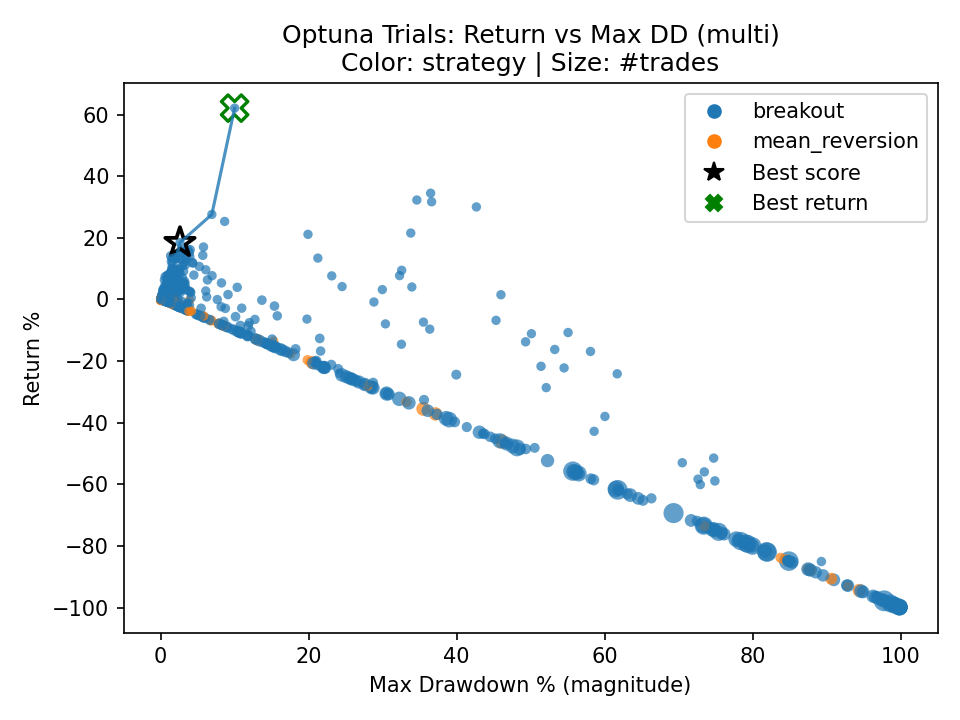 Optuna Trials: Return vs Max DD (multi)
Color: strategy | Size: #trades
breakout
mean_reversion
Best score
Best return
Return %
60
40
20
0
−20
−40
−60
−80
−100
0
20
40
60
80
100
Max Drawdown % (magnitude)